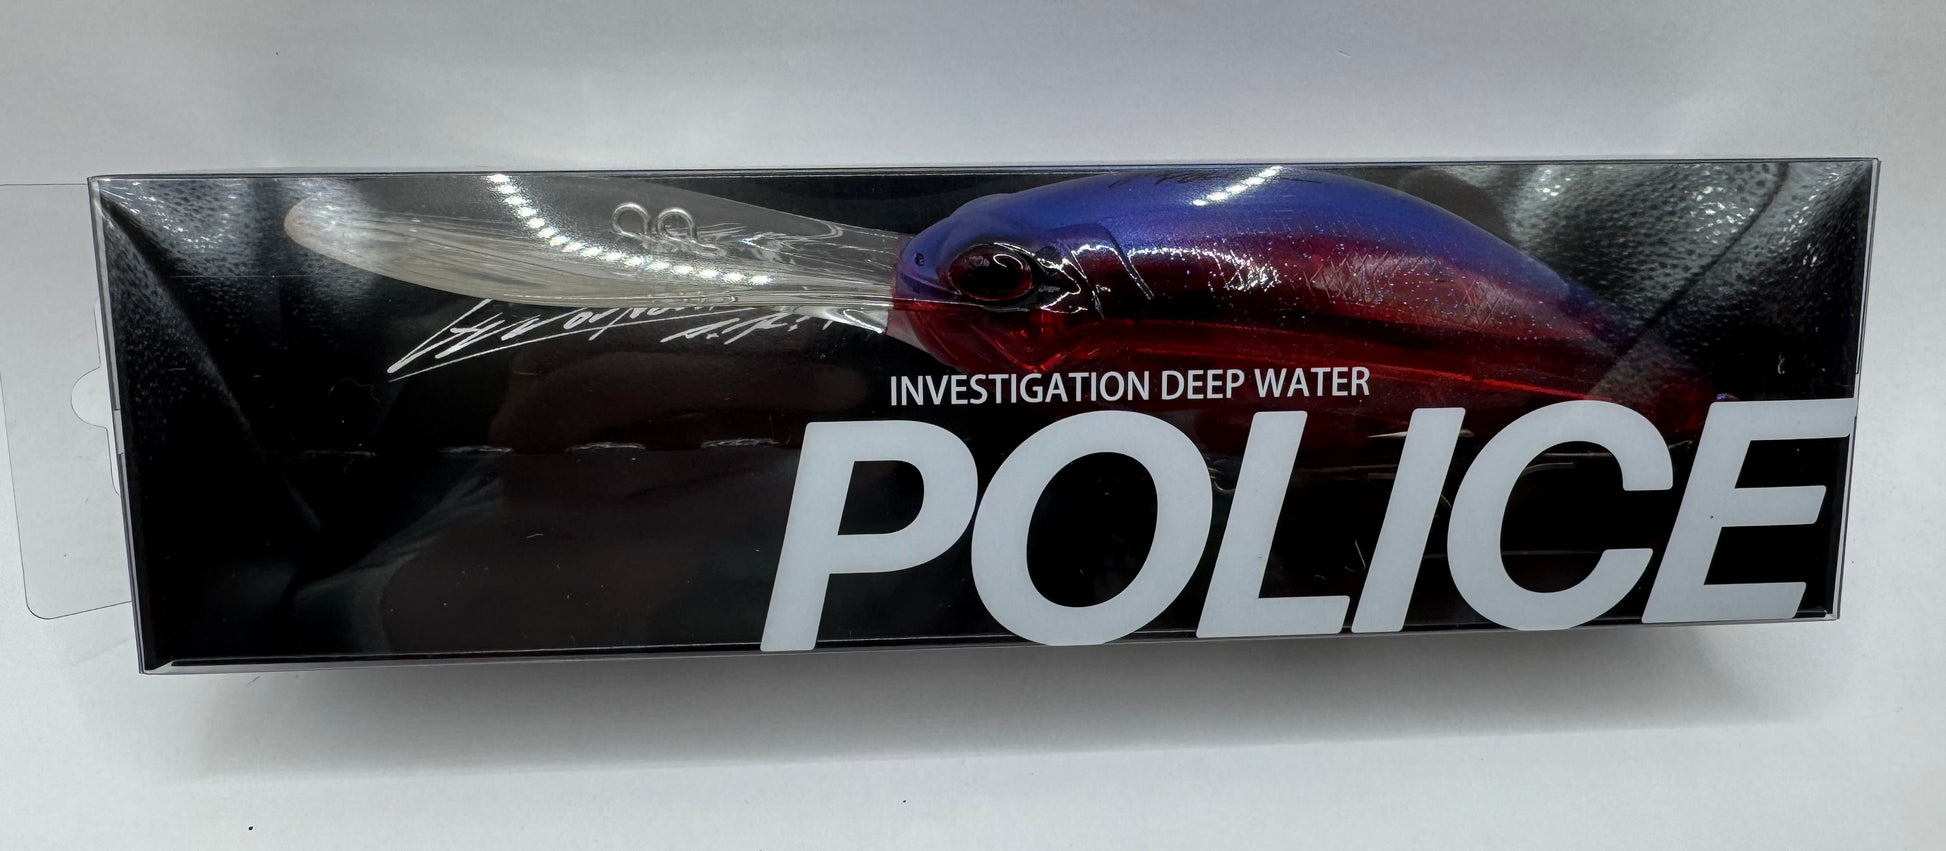 INVESTIGATION DEEP WATER
POLICE